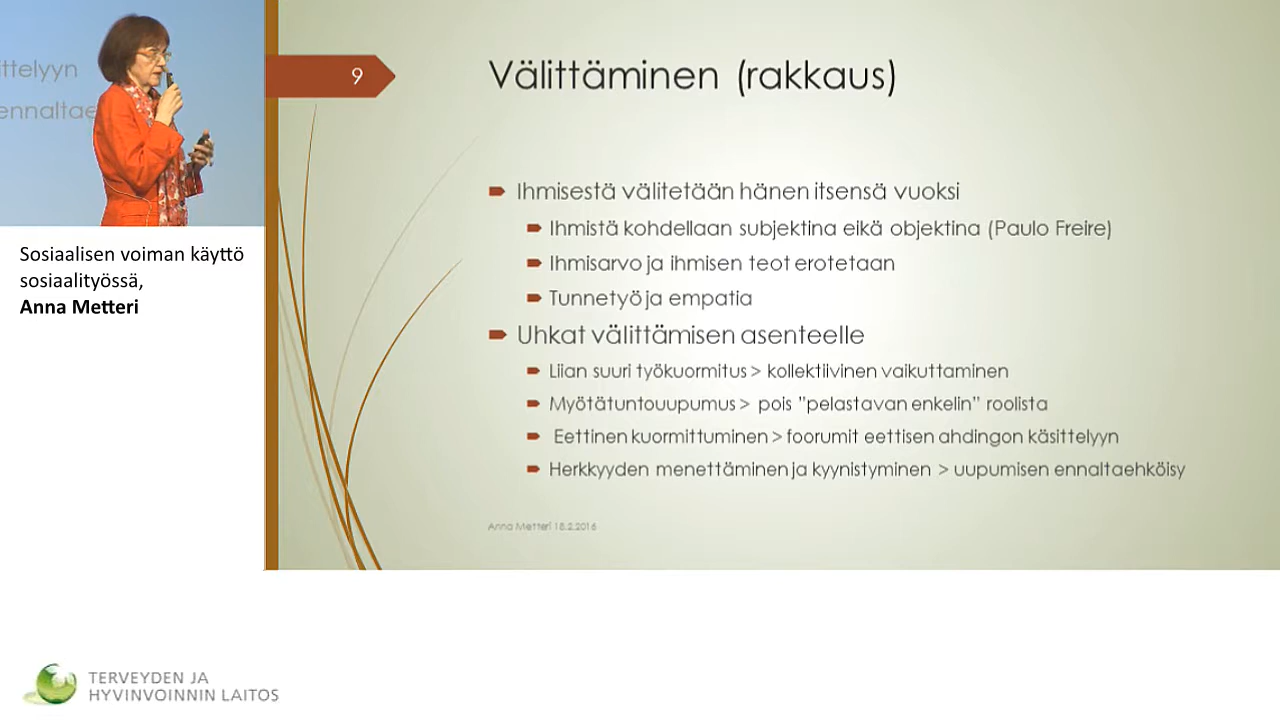 ittelyyn
ennaltae
Sosiaalisen voiman käyttö
sosiaalityössä,
Anna Metteri
9
Välittäminen (rakkaus)
Ihmisestä välitetään hänen itsensä vuoksi
Ihmistä kohdellaan subjektina eikä objektina (Paulo Freire)
Ihmisarvo ja ihmisen teot erotetaan
Tunnetyö ja empatia
Uhkat välittämisen asenteelle
Liian suuri työkuormitus > kollektiivinen vaikuttaminen
Myötätuntouupumus > pois ”pelastavan enkelin” roolista
Eettinen kuormittuminen > foorumit eettisen ahdingon käsittelyyn
Herkkyyden menettäminen ja kyynistyminen > uupumisen ennaltaehköisy
Anna Metteri 18.2.2016
TERVEYDEN JA
HYVINVOINNIN LAITOS